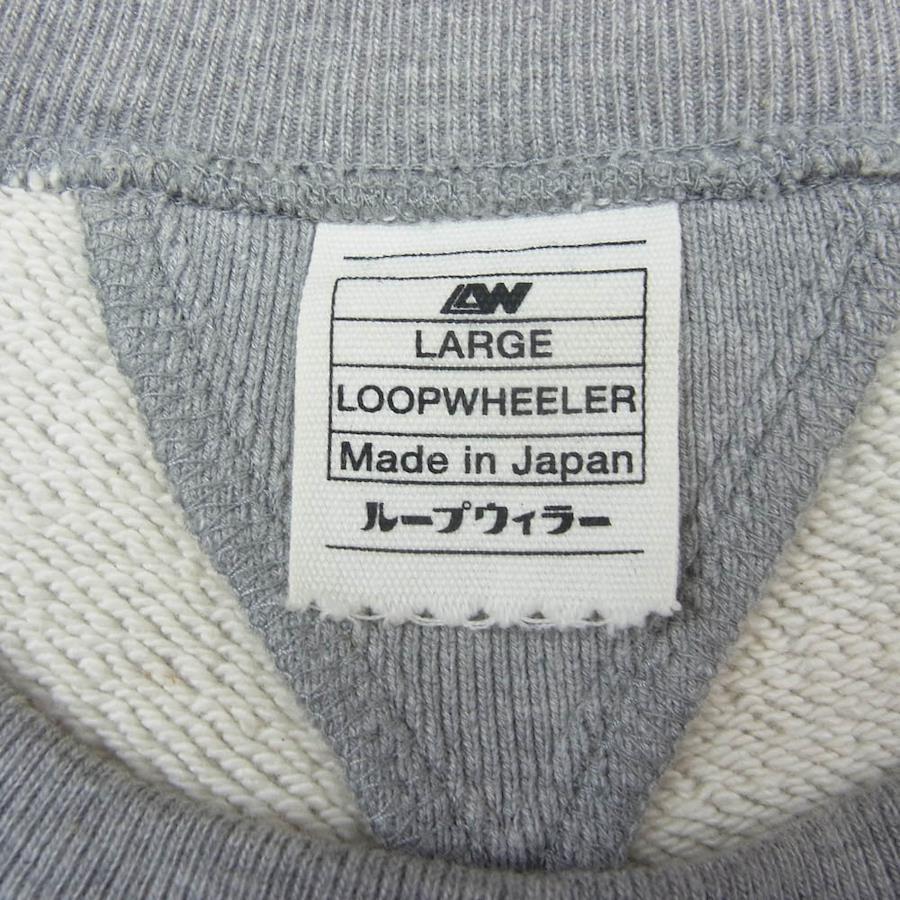 LW
LARGE
LOOPWHEELER
Made in Japan
ループウィラー